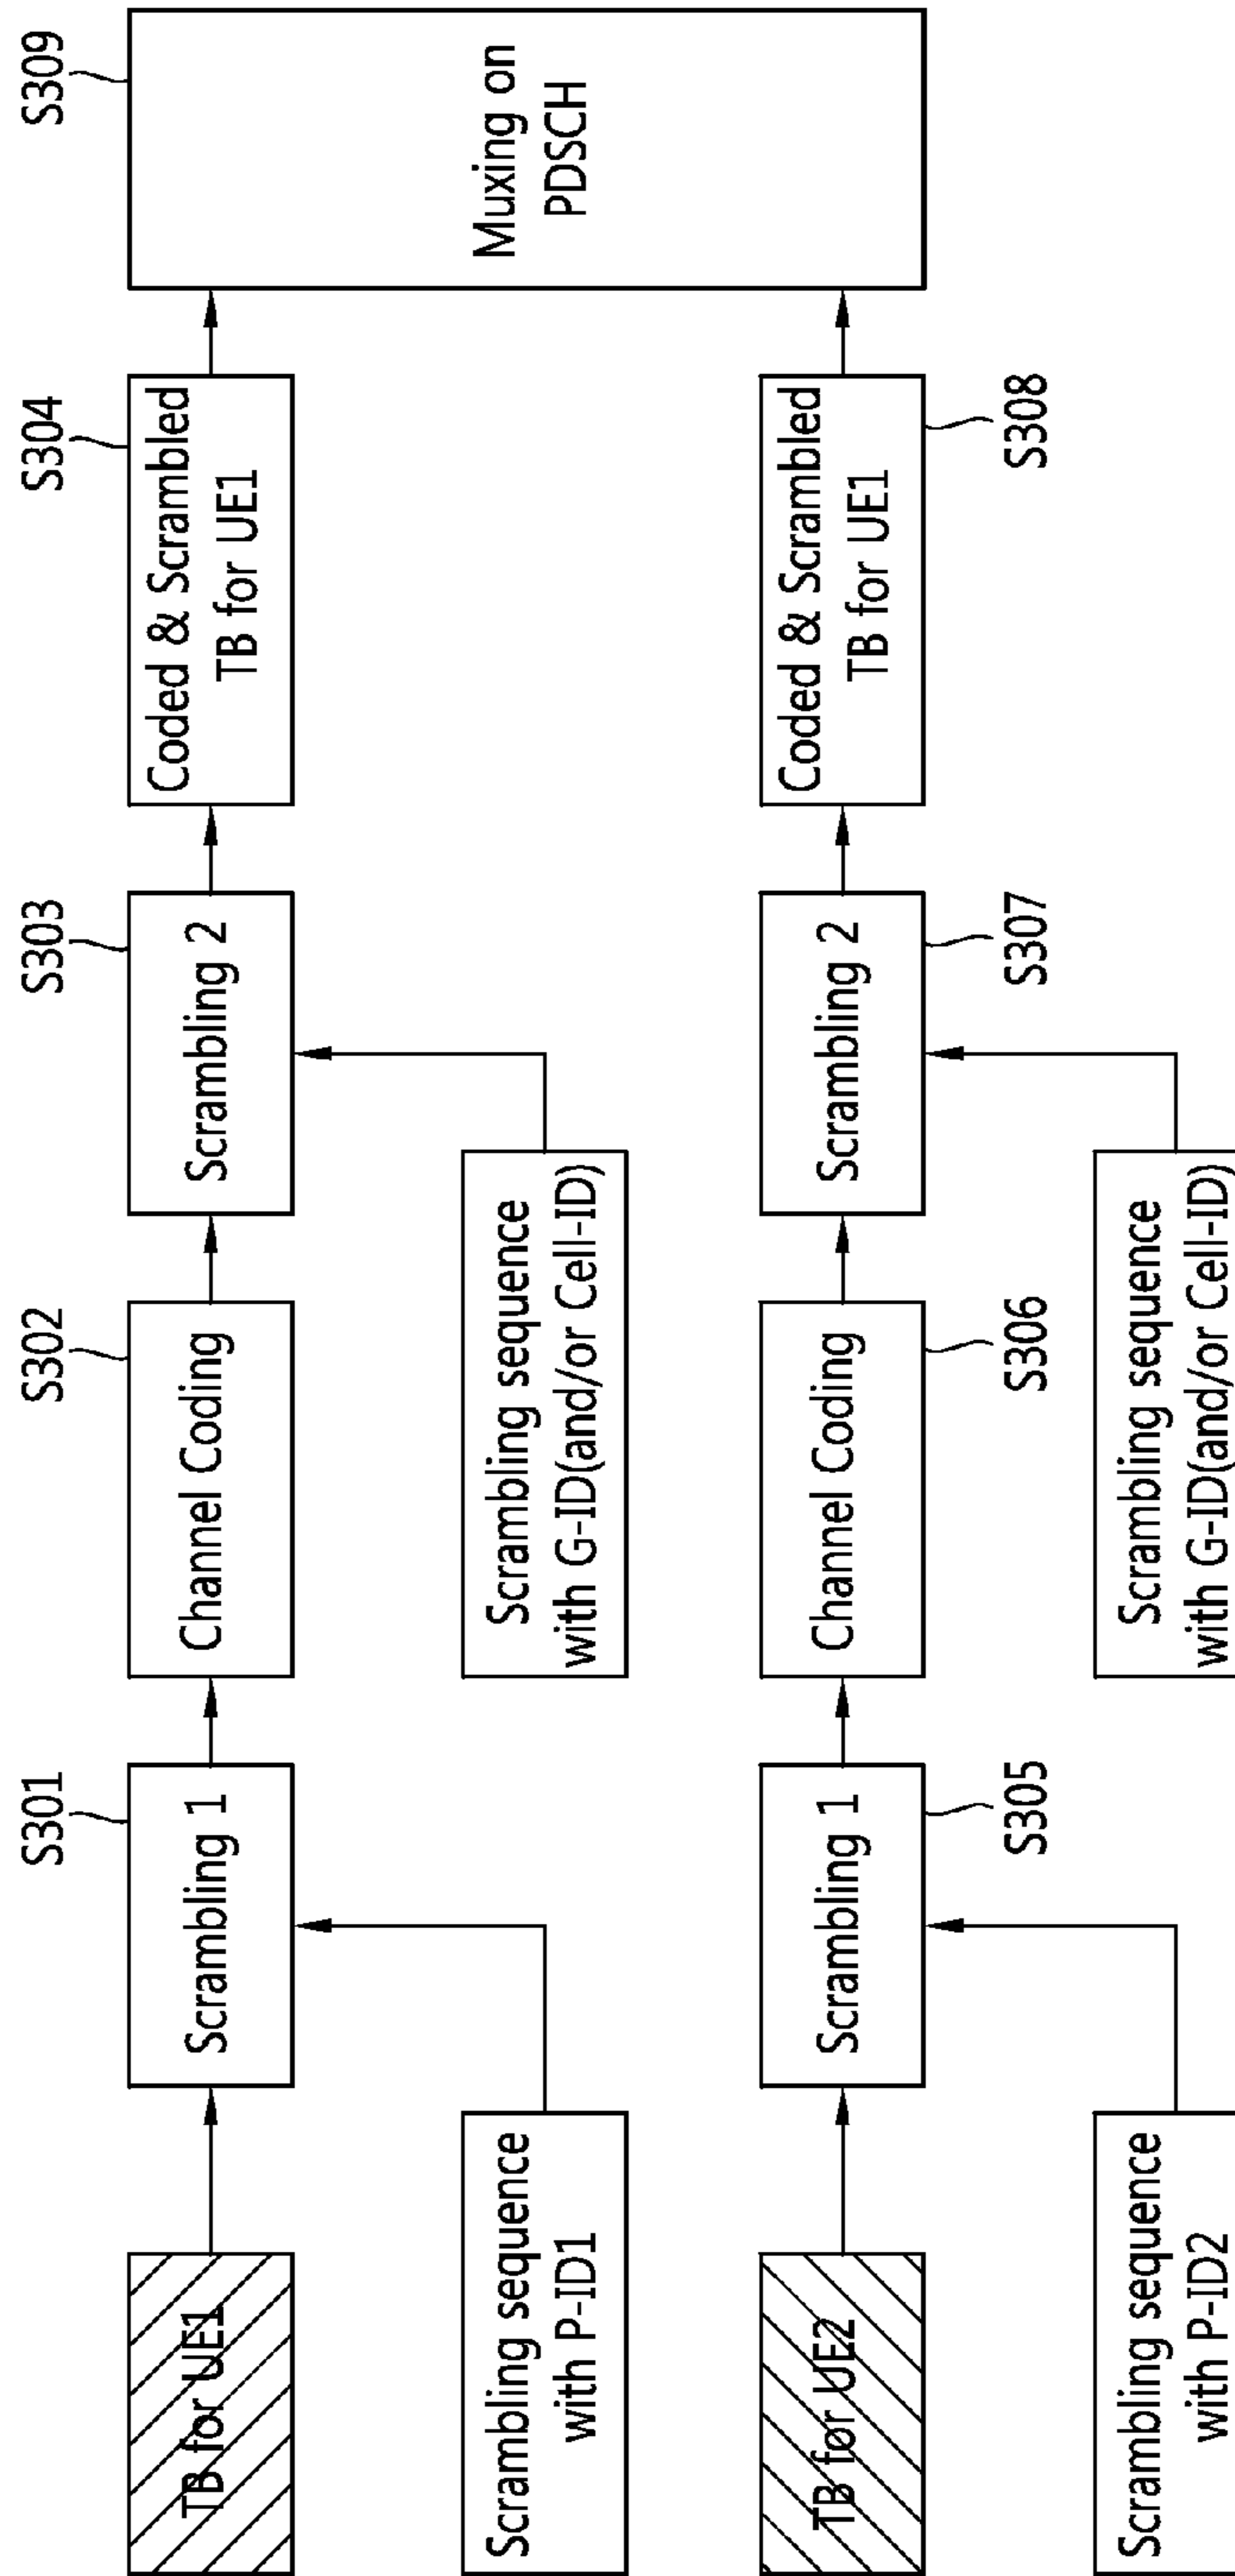 S301
S302
S303
S304
S309
TB for UE1
Scrambling 1
Channel Coding
Scrambling 2
Coded & Scrambled
TB for UE1
Muxing on
PDSCH
Scrambling sequence
with P-ID1
Scrambling sequence
with G-ID(and/or Cell-ID)
TB for UE2
Scrambling 1
Channel Coding
Scrambling 2
Coded & Scrambled
TB for UE1
S305
S306
S307
S308
Scrambling sequence
with P-ID2
Scrambling sequence
with G-ID(and/or Cell-ID)